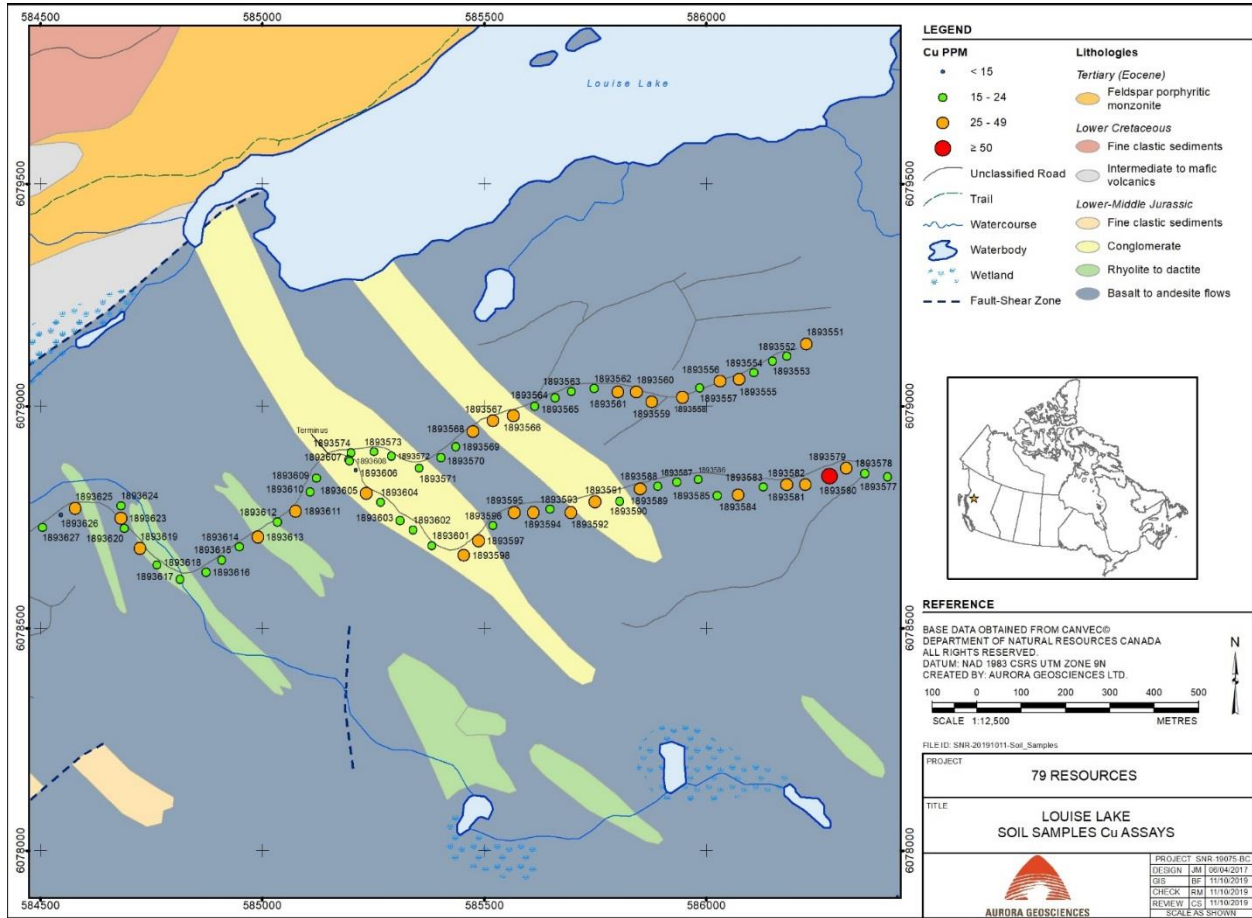 584500
585000
585500
586000
6079500
6079000
6078500
6078000
6079500
6079000
6078500
6078000
584500
585000
585500
586000
Louise Lake
1893551
1893552
1893554
1893553
1893556
1893555
1893557
1893562
1893560
1893558
1893563
1893561
1893559
1893564
1893565
1893567
1893566
1893568
1893569
Terminus
1893574
1893573
1893572
1893570
1893607
1893608
1893571
1893606
1893609
1893610
1893605
1893604
1893603
1893602
1893601
1893611
1893612
1893613
1893614
1893615
1893616
1893625
1893624
1893623
1893626
1893627
1893620
1893619
1893618
1893617
1893579
1893578
1893577
1893580
1893582
1893581
1893583
1893584
1893585
1893586
1893587
1893588
1893589
1893590
1893591
1893593
1893592
1893595
1893594
1893596
1893597
1893598
LEGEND
Cu PPM
< 15
15 - 24
25 - 49
≥ 50
Unclassified Road
Trail
Watercourse
Waterbody
Wetland
Fault-Shear Zone
Lithologies
Tertiary (Eocene)
Feldspar porphyritic
monzonite
Lower Cretaceous
Fine clastic sediments
Intermediate to mafic
volcanics
Lower-Middle Jurassic
Fine clastic sediments
Conglomerate
Rhyolite to dactite
Basalt to andesite flows
REFERENCE
BASE DATA OBTAINED FROM CANVEC©
DEPARTMENT OF NATURAL RESOURCES CANADA
ALL RIGHTS RESERVED.
DATUM: NAD 1983 CSRS UTM ZONE 9N
CREATED BY: AURORA GEOSCIENCES LTD.
N
100 0 100 200 300 400 500
SCALE 1:12,500 METRES
FILE ID: SNR-20191011-Soil_Samples
PROJECT
79 RESOURCES
TITLE
LOUISE LAKE
SOIL SAMPLES Cu ASSAYS
AURORA GEOSCIENCES
PROJECT SNR-19075-BC
DESIGN JM 06/04/2017
GIS BF 11/10/2019
CHECK RM 11/10/2019
REVIEW CS 11/10/2019
SCALE AS SHOWN